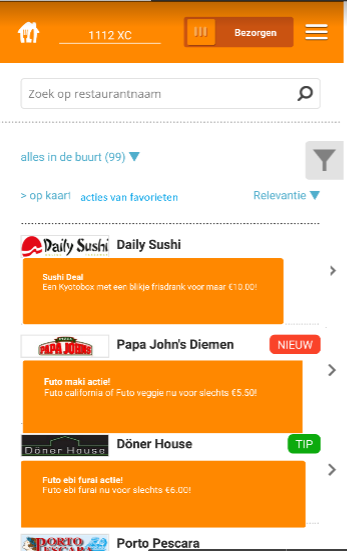 1112 XC
Bezorgen
Zoek op restaurantnaam
alles in de buurt (99) ▼
> op kaart acties van favorieten Relevantie ▼
Daily Sushi Daily Sushi
Sushi Deal
Een Kyotobox met een blikje frisdrank voor maar €10.00!
PAPA JOHN'S Papa John's Diemen NIEUW
Futo maki actie!
Futo california of Futo veggie nu voor slechts €5.50!
Döner House Döner House TIP
Futo ebi furai actie!
Futo ebi furai nu voor slechts €6.00!
PORTO PESCARA Porto Pescara